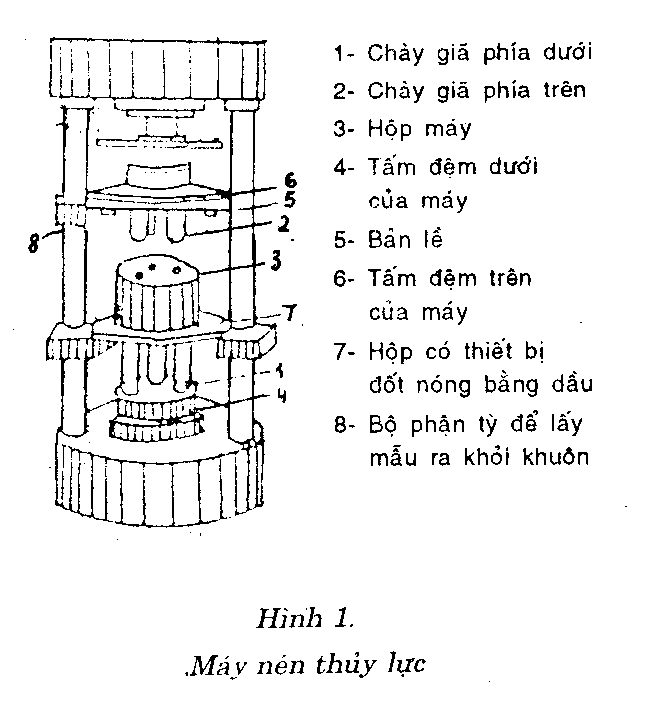 1- Chày giã phía dưới
2- Chày giã phía trên
3- Hộp máy
4- Tấm đệm dưới
của máy
5- Bản lề
6- Tấm đệm trên
của máy
7- Hộp có thiết bị
đốt nóng bằng dầu
8- Bộ phận tỳ để lấy
mẫu ra khỏi khuôn
6
5
2
8
3
7
1
4
Hình 1.
Máy nén thủy lực